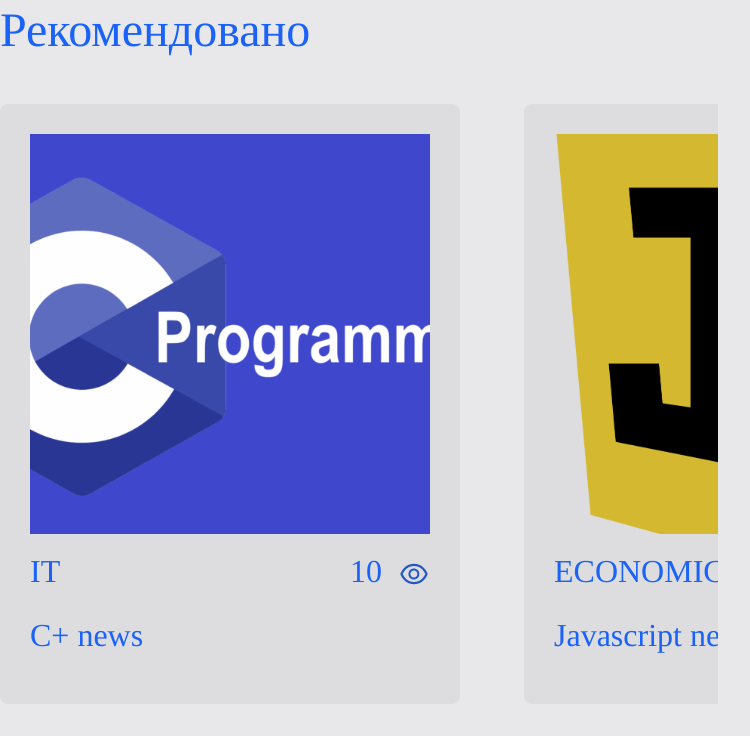 Рекомендовано
Programm
IT
10
C+ news
ECONOMIC
Javascript ne